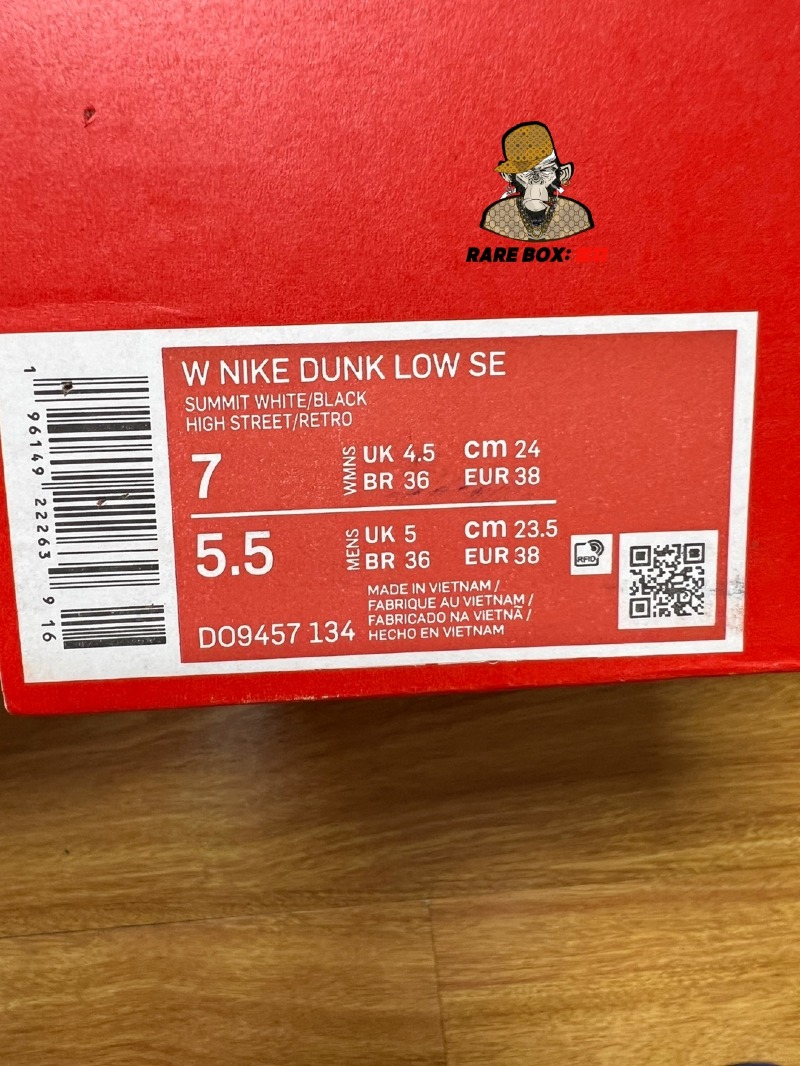 RARE BOX:
W NIKE DUNK LOW SE
SUMMIT WHITE/BLACK
HIGH STREET/RETRO
7 WMNS UK 4.5 cm 24
BR 36 EUR 38
5.5 MENS UK 5 cm 23.5
BR 36 EUR 38
RFID
MADE IN VIETNAM /
FABRIQUE AU VIETNAM /
FABRICADO NA VIETNÃ /
HECHO EN VIETNAM
DO9457 134
1 96149 22263 9 16